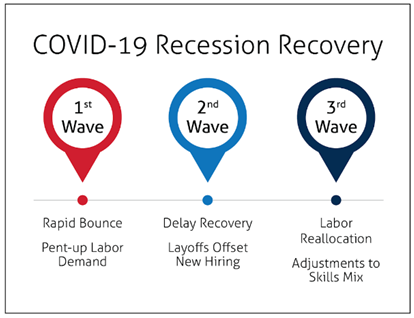 COVID-19 Recession Recovery
1st
Wave
2nd
Wave
3rd
Wave
Rapid Bounce
Pent-up Labor
Demand
Delay Recovery
Layoffs Offset
New Hiring
Labor
Reallocation
Adjustments to
Skills Mix